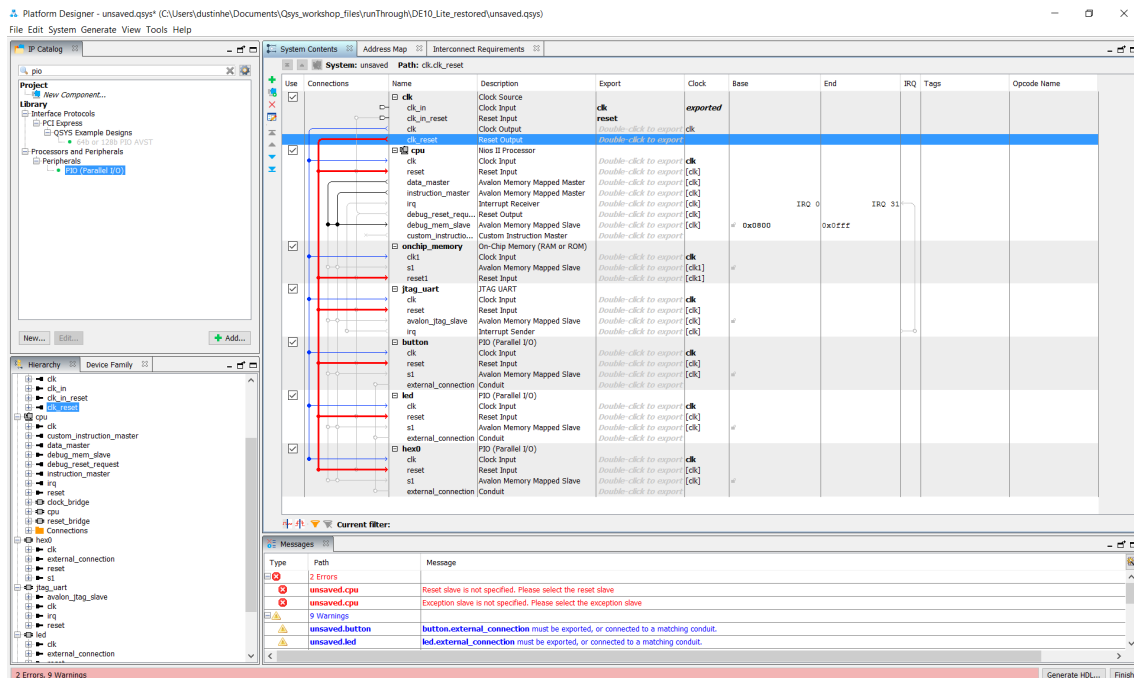 Platform Designer - unsaved.qsys* (C:\Users\dustinhe\Documents\Qsys_workshop_files\runThrough\DE10_Lite_restored\unsaved.qsys)
File Edit System Generate View Tools Help
IP Catalog
pio
Project
New Component...
Library
Interface Protocols
PCI Express
QSYS Example Designs
64b or 128b PIO AVST
Processors and Peripherals
Peripherals
PIO (Parallel I/O)
New... Edit... Add...
Hierarchy Device Family
clk
clk_in
clk_in_reset
clk_reset
cpu
clk
custom_instruction_master
data_master
debug_mem_slave
debug_reset_request
instruction_master
irq
reset
clock_bridge
cpu
reset_bridge
Connections
hex0
clk
external_connection
reset
s1
jtag_uart
avalon_jtag_slave
clk
irq
reset
led
clk
external_connection
System Contents Address Map Interconnect Requirements
System: unsaved Path: clk.clk_reset
Use Connections Name Description Export Clock Base End IRQ Tags Opcode Name
clk Clock Source
clk_in Clock Input clk exported
clk_in_reset Reset Input reset
clk Clock Output Double-click to export clk
clk_reset Reset Output Double-click to export
cpu Nios II Processor
clk Clock Input Double-click to export clk
reset Reset Input Double-click to export [clk]
data_master Avalon Memory Mapped Master Double-click to export [clk]
instruction_master Avalon Memory Mapped Master Double-click to export [clk]
irq Interrupt Receiver Double-click to export [clk] IRQ 0 IRQ 31
debug_reset_requ... Reset Output Double-click to export [clk]
debug_mem_slave Avalon Memory Mapped Slave Double-click to export [clk] 0x0800 0x0fff
custom_instructio... Custom Instruction Master Double-click to export
onchip_memory On-Chip Memory (RAM or ROM)
clk1 Clock Input Double-click to export clk
s1 Avalon Memory Mapped Slave Double-click to export [clk1]
reset1 Reset Input Double-click to export [clk1]
jtag_uart JTAG UART
clk Clock Input Double-click to export clk
reset Reset Input Double-click to export [clk]
avalon_jtag_slave Avalon Memory Mapped Slave Double-click to export [clk]
irq Interrupt Sender Double-click to export [clk]
button PIO (Parallel I/O)
clk Clock Input Double-click to export clk
reset Reset Input Double-click to export [clk]
s1 Avalon Memory Mapped Slave Double-click to export [clk]
external_connection Conduit Double-click to export
led PIO (Parallel I/O)
clk Clock Input Double-click to export clk
reset Reset Input Double-click to export [clk]
s1 Avalon Memory Mapped Slave Double-click to export [clk]
external_connection Conduit Double-click to export
hex0 PIO (Parallel I/O)
clk Clock Input Double-click to export clk
reset Reset Input Double-click to export [clk]
s1 Avalon Memory Mapped Slave Double-click to export [clk]
external_connection Conduit Double-click to export
Current filter:
Messages
Type Path Message
2 Errors
unsaved.cpu Reset slave is not specified. Please select the reset slave
unsaved.cpu Exception slave is not specified. Please select the exception slave
9 Warnings
unsaved.button button.external_connection must be exported, or connected to a matching conduit.
unsaved.led led.external_connection must be exported, or connected to a matching conduit.
2 Errors, 9 Warnings
Generate HDL... Finish